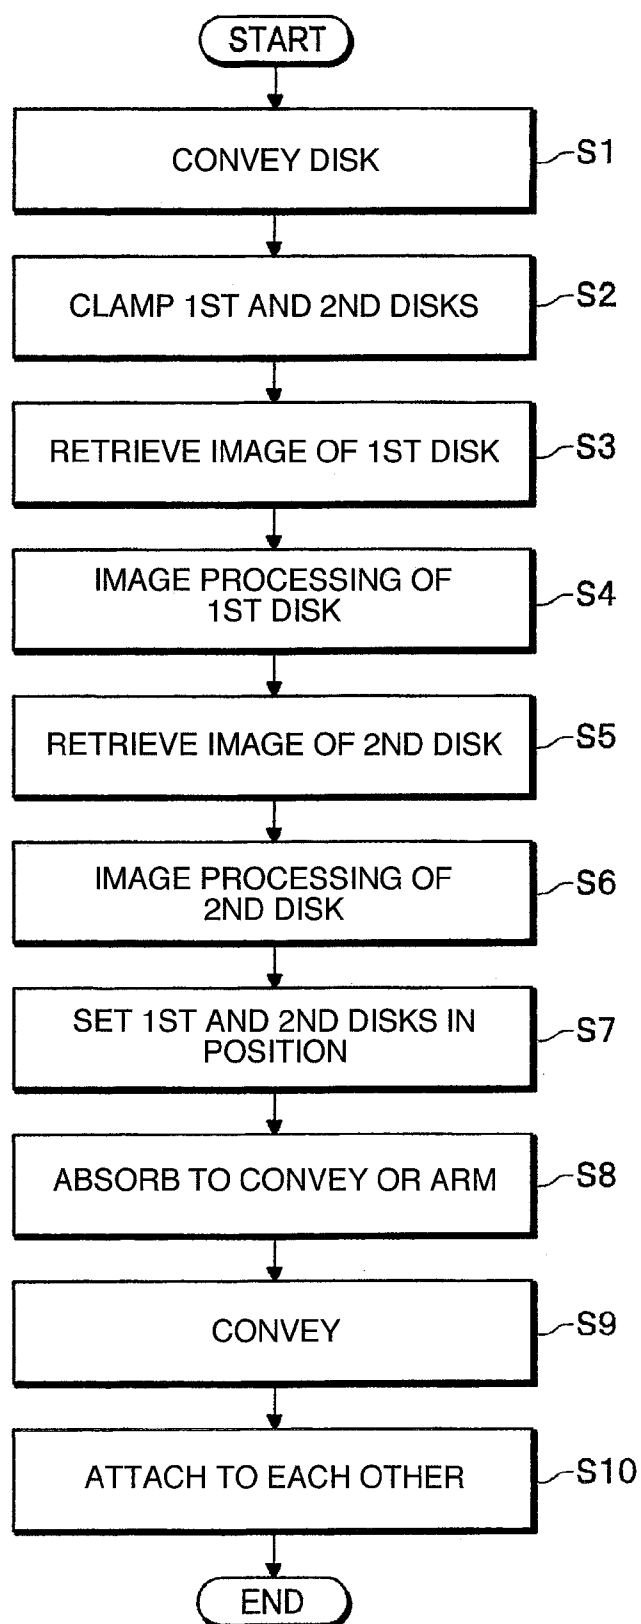 START
CONVEY DISK
S1
CLAMP 1ST AND 2ND DISKS
S2
RETRIEVE IMAGE OF 1ST DISK
S3
IMAGE PROCESSING OF
1ST DISK
S4
RETRIEVE IMAGE OF 2ND DISK
S5
IMAGE PROCESSING OF
2ND DISK
S6
SET 1ST AND 2ND DISKS IN
POSITION
S7
ABSORB TO CONVEY OR ARM
S8
CONVEY
S9
ATTACH TO EACH OTHER
S10
END